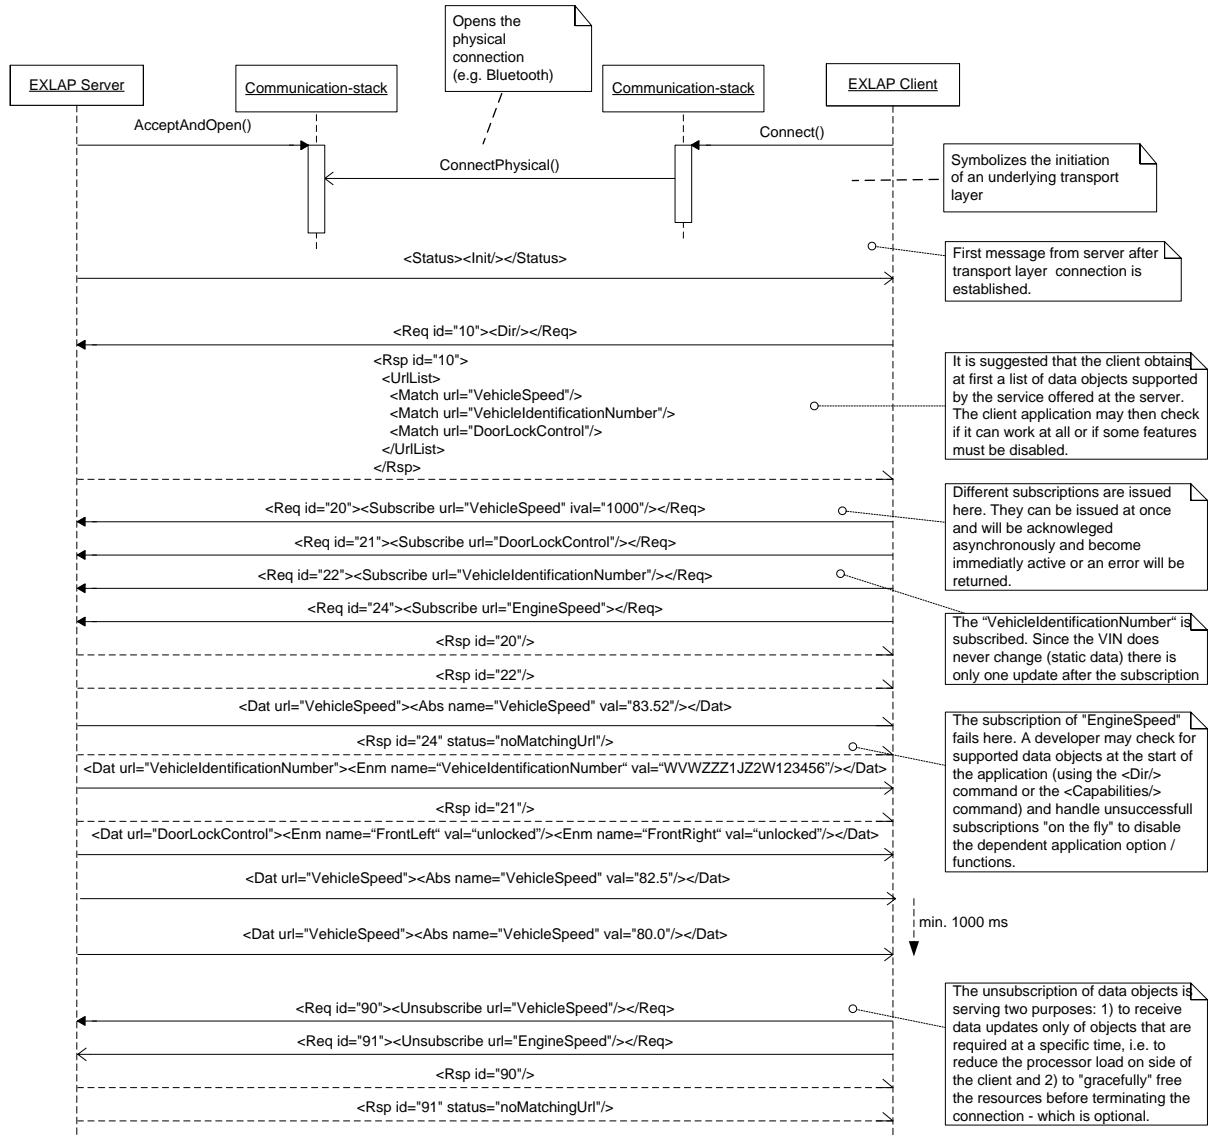 Opens the
physical
connection
(e.g. Bluetooth)
EXLAP Server
Communication-stack
Communication-stack
EXLAP Client
AcceptAndOpen()
Connect()
ConnectPhysical()
Symbolizes the initiation
of an underlying transport
layer
<Status><Init/></Status>
First message from server after
transport layer  connection is
established.
<Req id="10"><Dir/></Req>
<Rsp id="10">
<UrlList>
<Match url="VehicleSpeed"/>
<Match url="VehicleIdentificationNumber"/>
<Match url="DoorLockControl"/>
</UrlList>
</Rsp>
It is suggested that the client obtains
at first a list of data objects supported
by the service offered at the server.
The client application may then check
if it can work at all or if some features
must be disabled.
<Req id="20"><Subscribe url="VehicleSpeed" ival="1000"/></Req>
<Req id="21"><Subscribe url="DoorLockControl"/></Req>
<Req id="22"><Subscribe url="VehicleIdentificationNumber"/></Req>
<Req id="24"><Subscribe url="EngineSpeed"></Req>
Different subscriptions are issued
here. They can be issued at once
and will be acknowleged
asynchronously and become
immediatly active or an error will be
returned.
<Rsp id="20"/>
<Rsp id="22"/>
The “VehicleIdentificationNumber“ is
subscribed. Since the VIN does
never change (static data) there is
only one update after the subscription
<Dat url="VehicleSpeed"><Abs name="VehicleSpeed" val="83.52"/></Dat>
<Rsp id="24" status="noMatchingUrl"/>
<Dat url="VehicleIdentificationNumber"><Enm name=“VehiceIdentificationNumber“ val=“WVWZZZ1JZ2W123456”/></Dat>
<Rsp id="21"/>
<Dat url="DoorLockControl"><Enm name=“FrontLeft“ val=“unlocked”/><Enm name=“FrontRight“ val=“unlocked”/></Dat>
The subscription of "EngineSpeed"
fails here. A developer may check for
supported data objects at the start of
the application (using the <Dir/>
command or the <Capabilities/>
command) and handle unsuccessfull
subscriptions "on the fly" to disable
the dependent application option /
functions.
<Dat url="VehicleSpeed"><Abs name="VehicleSpeed" val="82.5"/></Dat>
min. 1000 ms
<Dat url="VehicleSpeed"><Abs name="VehicleSpeed" val="80.0"/></Dat>
<Req id="90"><Unsubscribe url="VehicleSpeed"/></Req>
<Req id="91"><Unsubscribe url="EngineSpeed"/></Req>
<Rsp id="90"/>
<Rsp id="91" status="noMatchingUrl"/>
The unsubscription of data objects is
serving two purposes: 1) to receive
data updates only of objects that are
required at a specific time, i.e. to
reduce the processor load on side of
the client and 2) to "gracefully" free
the resources before terminating the
connection - which is optional.